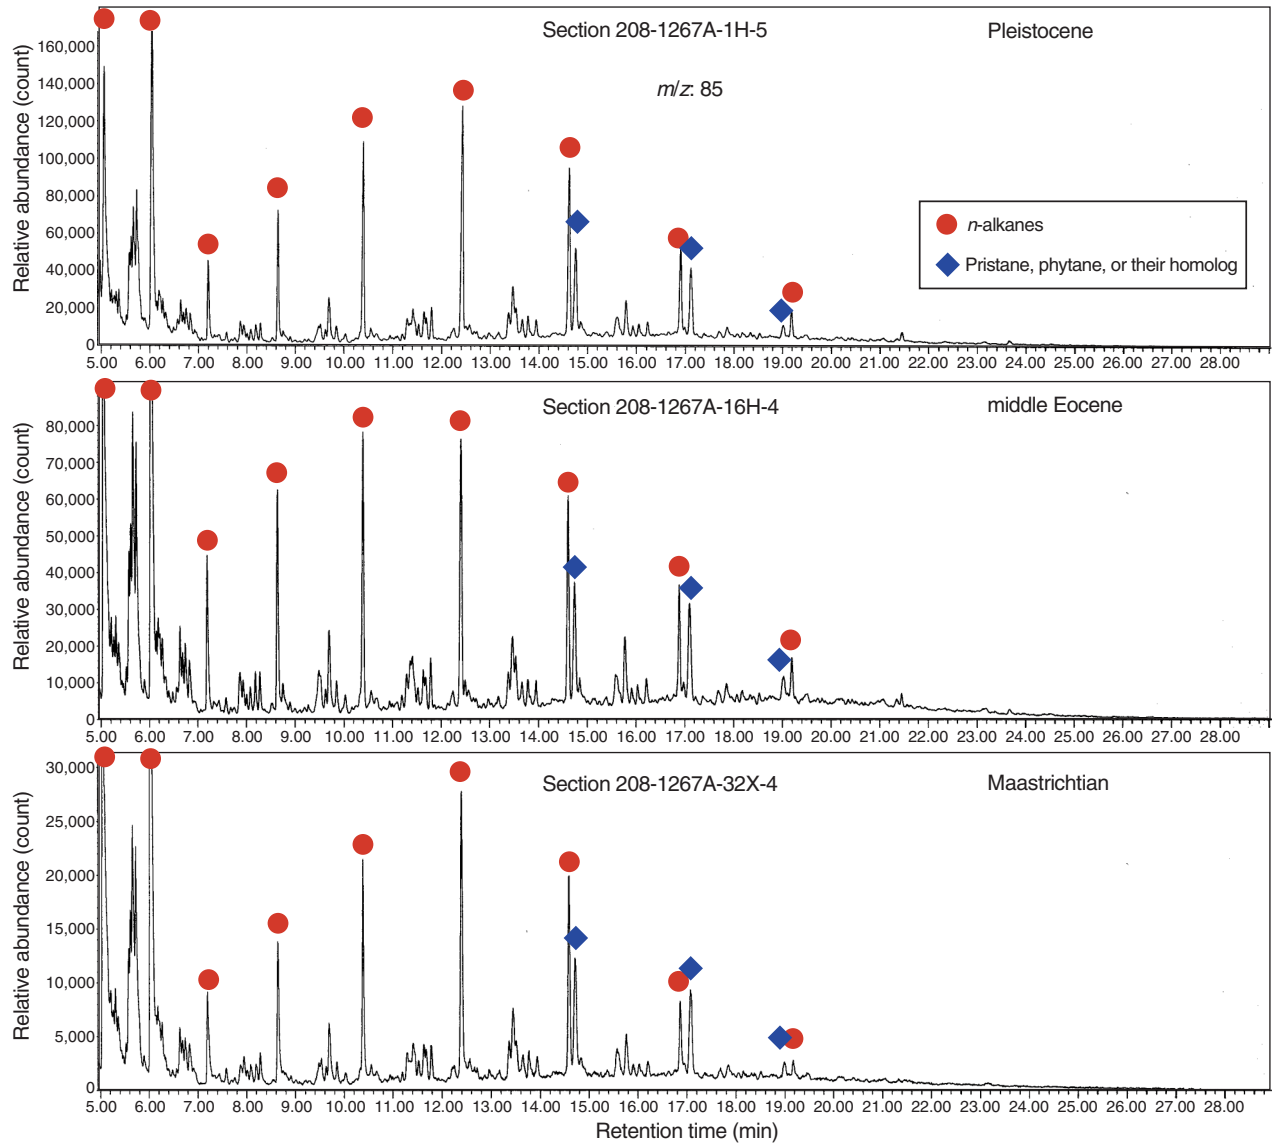 Section 208-1267A-1H-5
Pleistocene
m/z: 85
Relative abundance (count)
160,000
140,000
120,000
100,000
80,000
60,000
40,000
20,000
0
n-alkanes
Pristane, phytane, or their homolog
5.00 6.00 7.00 8.00 9.00 10.00 11.00 12.00 13.00 14.00 15.00 16.00 17.00 18.00 19.00 20.00 21.00 22.00 23.00 24.00 25.00 26.00 27.00 28.00
Section 208-1267A-16H-4
middle Eocene
Relative abundance (count)
80,000
70,000
60,000
50,000
40,000
30,000
20,000
10,000
0
5.00 6.00 7.00 8.00 9.00 10.00 11.00 12.00 13.00 14.00 15.00 16.00 17.00 18.00 19.00 20.00 21.00 22.00 23.00 24.00 25.00 26.00 27.00 28.00
Section 208-1267A-32X-4
Maastrichtian
Relative abundance (count)
30,000
25,000
20,000
15,000
10,000
5,000
0
5.00 6.00 7.00 8.00 9.00 10.00 11.00 12.00 13.00 14.00 15.00 16.00 17.00 18.00 19.00 20.00 21.00 22.00 23.00 24.00 25.00 26.00 27.00 28.00
Retention time (min)